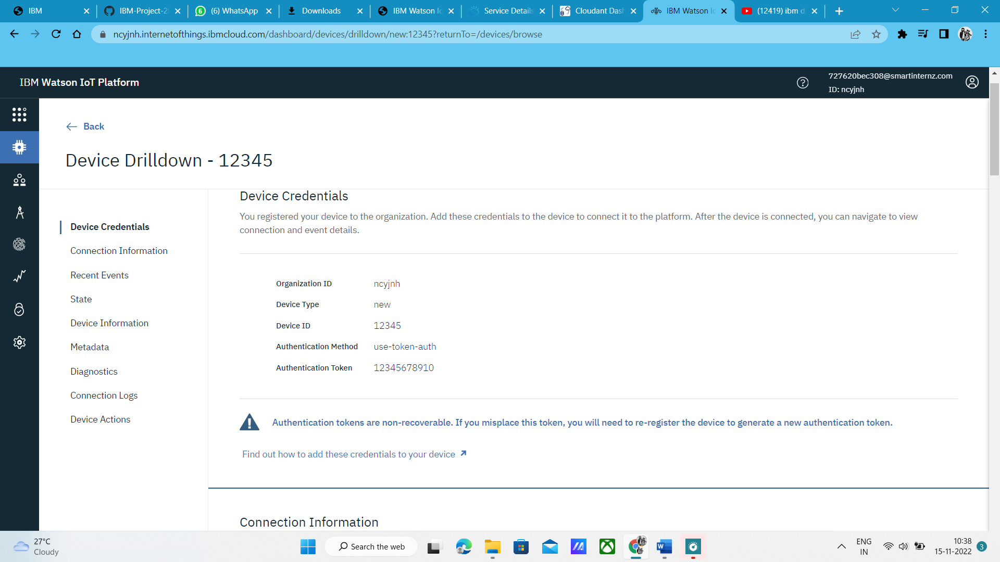 IBM
IBM-Project-2
(6) WhatsApp
Downloads
IBM Watson Io
Service Details
Cloudant Dash
IBM Watson Io
(12419) ibm d
ncyjnh.internetofthings.ibmcloud.com/dashboard/devices/drilldown/new:12345?returnTo=/devices/browse
IBM Watson IoT Platform
727620bec308@smartinternz.com
ID: ncyjnh
Back
Device Drilldown - 12345
Device Credentials
Connection Information
Recent Events
State
Device Information
Metadata
Diagnostics
Connection Logs
Device Actions
Device Credentials
You registered your device to the organization. Add these credentials to the device to connect it to the platform. After the device is connected, you can navigate to view
connection and event details.
Organization ID ncyjnh
Device Type new
Device ID 12345
Authentication Method use-token-auth
Authentication Token 12345678910
Authentication tokens are non-recoverable. If you misplace this token, you will need to re-register the device to generate a new authentication token.
Find out how to add these credentials to your device
Connection Information
27°C
Cloudy
Search the web
ENG
IN
10:38
15-11-2022
3